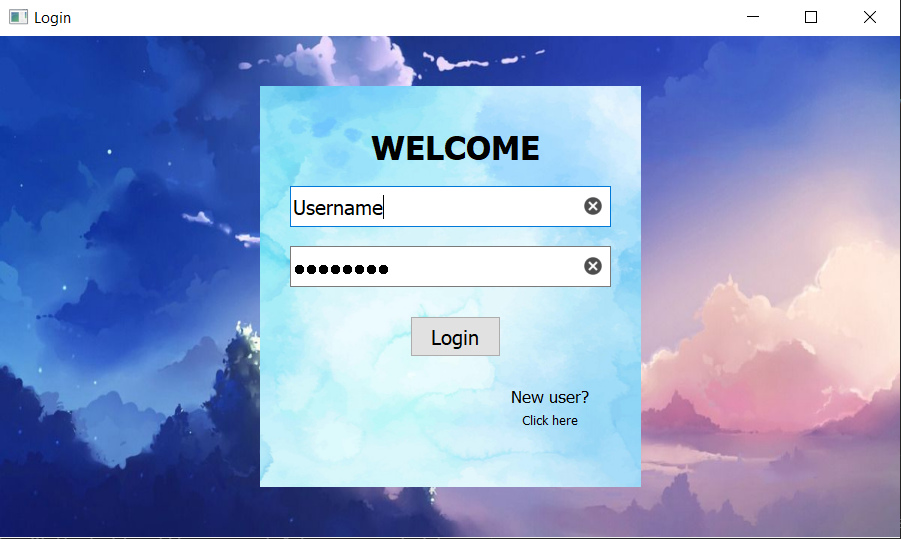 Login
WELCOME
Username
●●●●●●●●
Login
New user?
Click here